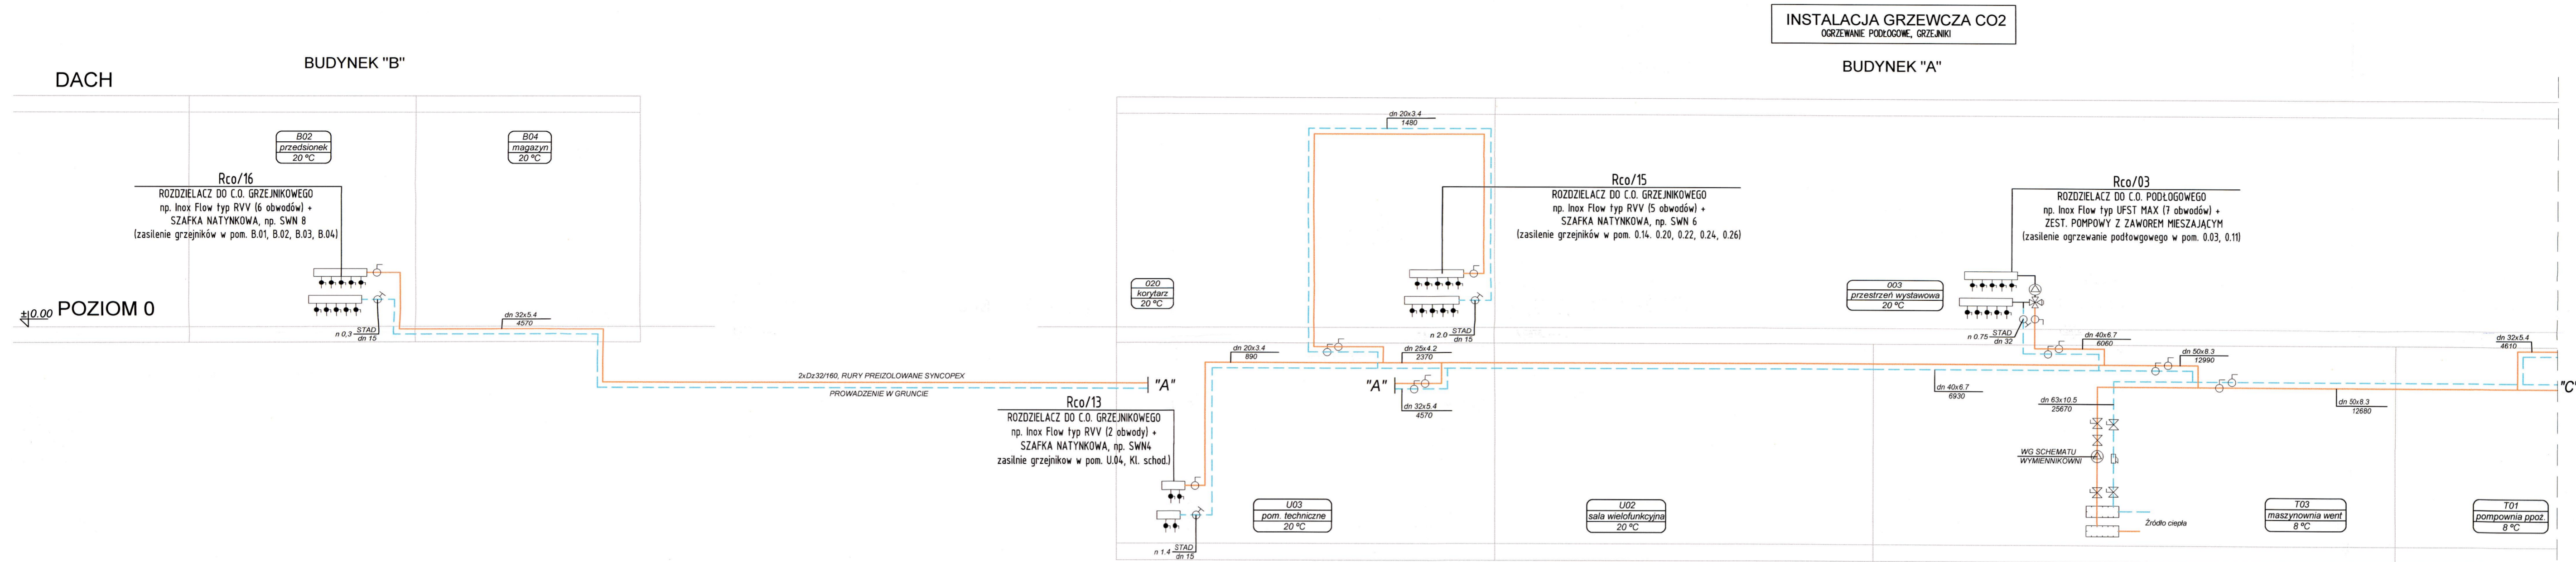 INSTALACJA GRZEWCZA CO2
OGRZEWANIE PODŁOGOWE, GRZEJNIKI
BUDYNEK "B"
BUDYNEK "A"
DACH
B02
przedsionek
20 ºC
B04
magazyn
20 ºC
Rco/16
ROZDZIELACZ DO C.O. GRZEJNIKOWEGO
np. Inox Flow typ RVV (6 obwodów) +
SZAFKA NATYNKOWA, np. SWN 8
(zasilenie grzejników w pom. B.01, B.02, B.03, B.04)
±0.00 POZIOM 0
n 0,3 STAD
dn 15
dn 32x5.4
4570
2xDz32/160, RURY PREIZOLOWANE SYNCOPEX
PROWADZENIE W GRUNCIE
"A"
dn 20x3.4
1480
Rco/15
ROZDZIELACZ DO C.O. GRZEJNIKOWEGO
np. Inox Flow typ RVV (5 obwodów) +
SZAFKA NATYNKOWA, np. SWN 6
(zasilenie grzejników w pom. 0.14. 0.20, 0.22, 0.24, 0.26)
020
korytarz
20 ºC
n 2.0 STAD
dn 15
dn 20x3.4
890
dn 25x4.2
2370
"A"
dn 32x5.4
4570
Rco/13
ROZDZIELACZ DO C.O. GRZEJNIKOWEGO
np. Inox Flow typ RVV (2 obwody) +
SZAFKA NATYNKOWA, np. SWN4
zasilnie grzejnikow w pom. U.04, Kl. schod.)
n 1.4 STAD
dn 15
U03
pom. techniczne
20 ºC
U02
sala wielofunkcyjna
20 ºC
Rco/03
ROZDZIELACZ DO C.O. PODŁOGOWEGO
np. Inox Flow typ UFST MAX (7 obwodów) +
ZEST. POMPOWY Z ZAWOREM MIESZAJĄCYM
(zasilenie ogrzewanie podłowgowego w pom. 0.03, 0.11)
003
przestrzeń wystawowa
20 ºC
n 0.75 STAD
dn 32
dn 40x6.7
6060
dn 50x8.3
12990
dn 32x5.4
4610
"C"
dn 40x6.7
6930
dn 63x10.5
25670
dn 50x8.3
12680
WG SCHEMATU
WYMIENNIKOWNI
Źródło ciepła
T03
maszynownia went
8 ºC
T01
pompownia ppoż.
8 ºC